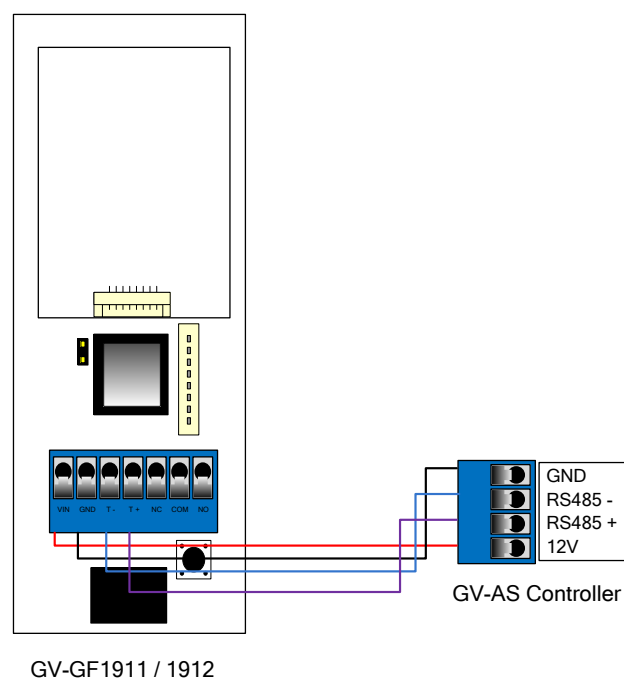 VIN GND T - T + NC COM NO
GND
RS485 -
RS485 +
12V
GV-AS Controller
GV-GF1911 / 1912